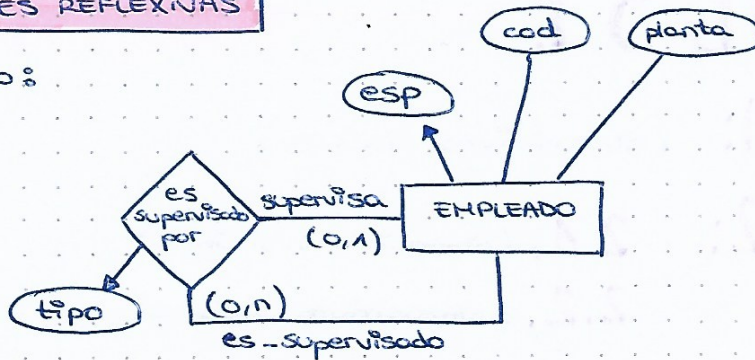 ES REFLEXIVAS
o:
cod
planta
esp
es
supervisado
por
supervisa
(0,1)
EMPLEADO
tipo
(0,n)
es_supervisado